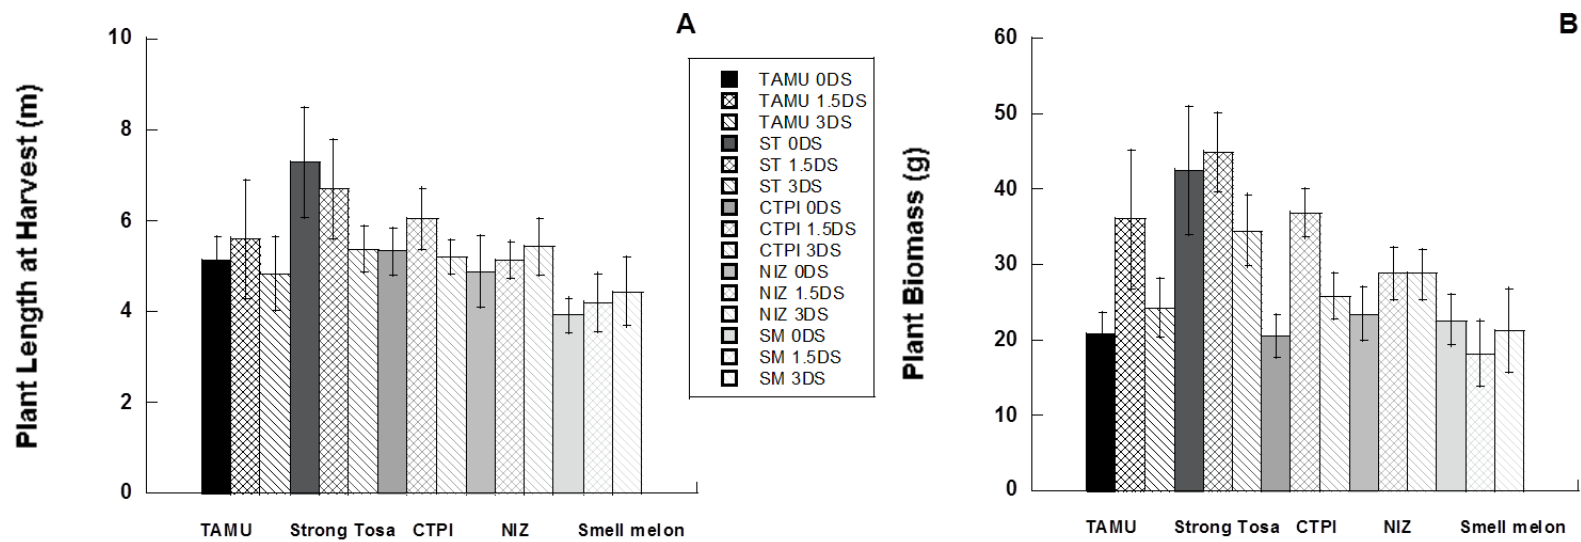 A
Plant Length at Harvest (m)
10
8
6
4
2
0
TAMU Strong Tosa CTPI NIZ Smell melon
TAMU 0DS
TAMU 1.5DS
TAMU 3DS
ST 0DS
ST 1.5DS
ST 3DS
CTPI 0DS
CTPI 1.5DS
CTPI 3DS
NIZ 0DS
NIZ 1.5DS
NIZ 3DS
SM 0DS
SM 1.5DS
SM 3DS
B
Plant Biomass (g)
60
50
40
30
20
10
0
TAMU Strong Tosa CTPI NIZ Smell melon